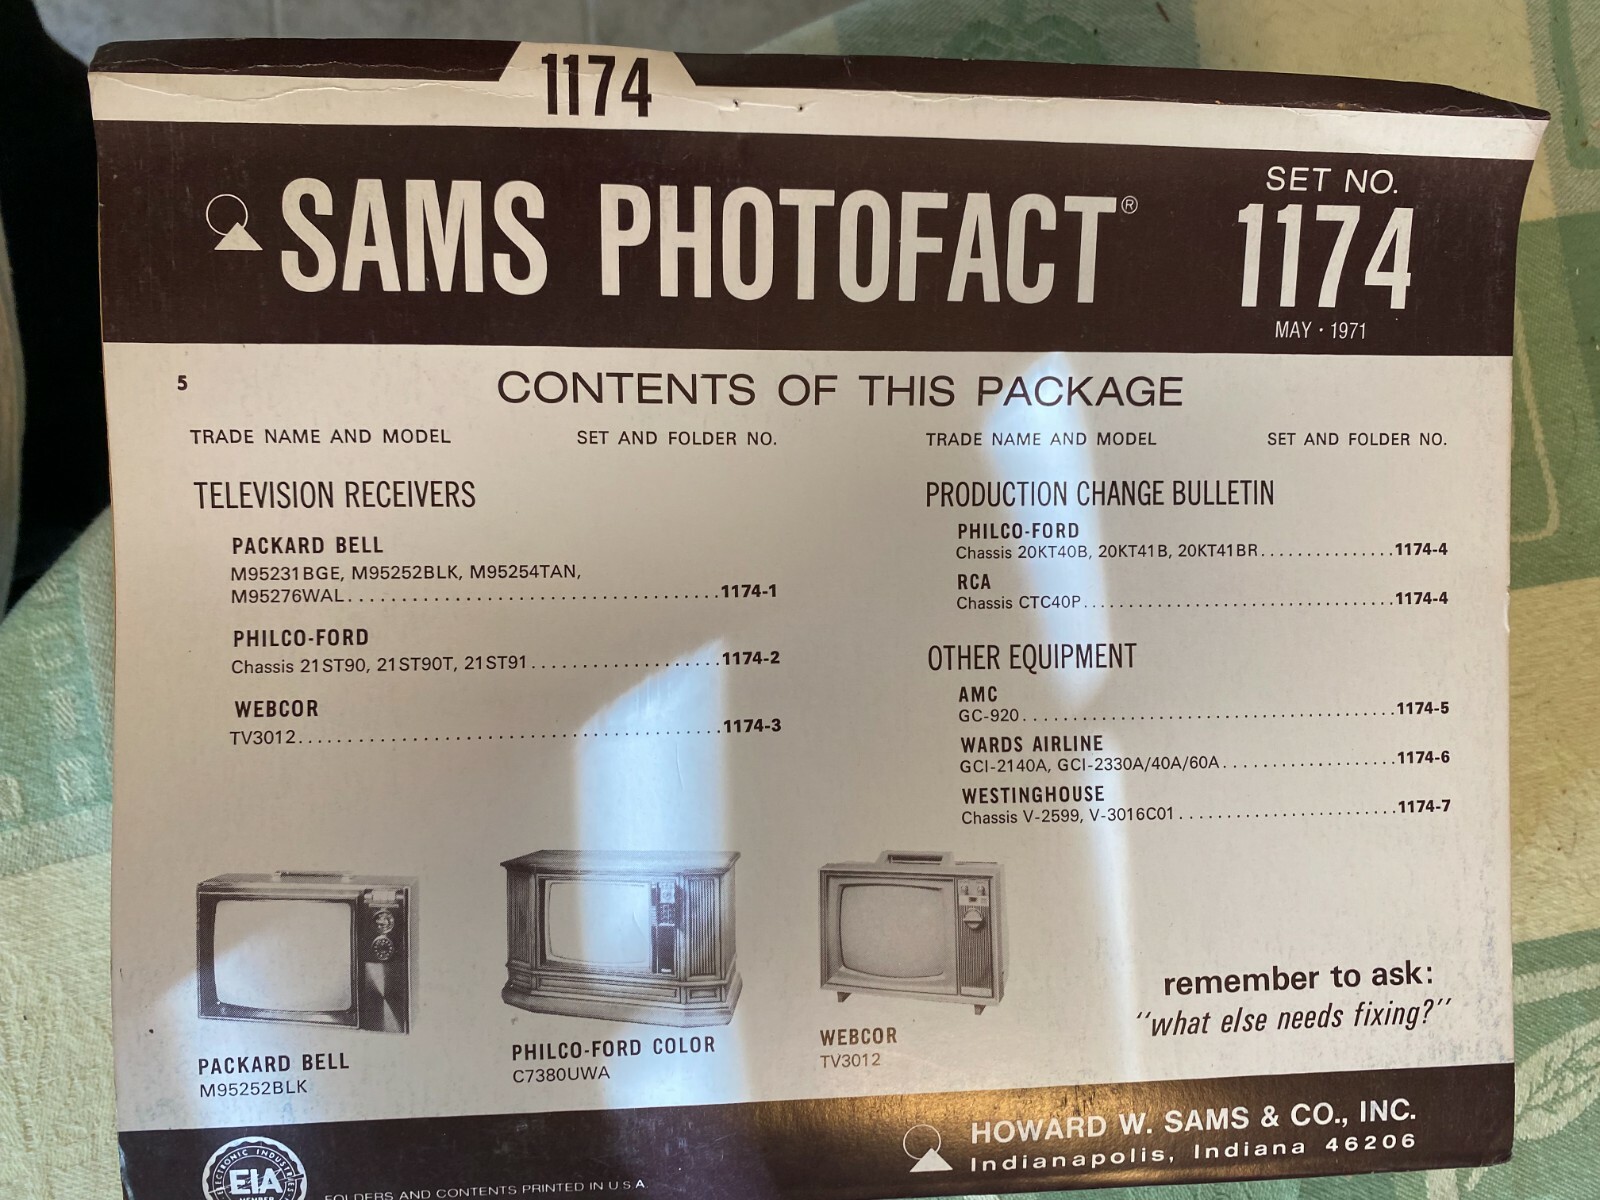 1174
SAMS PHOTOFACT®
SET NO.
1174
MAY · 1971
5
CONTENTS OF THIS PACKAGE
TRADE NAME AND MODEL SET AND FOLDER NO.
TELEVISION RECEIVERS
PACKARD BELL
M95231BGE, M95252BLK, M95254TAN,
M95276WAL........................................1174-1
PHILCO-FORD
Chassis 21ST90, 21ST90T, 21ST91....................1174-2
WEBCOR
TV3012.............................................1174-3
TRADE NAME AND MODEL SET AND FOLDER NO.
PRODUCTION CHANGE BULLETIN
PHILCO-FORD
Chassis 20KT40B, 20KT41B, 20KT41BR...............1174-4
RCA
Chassis CTC40P..................................1174-4
OTHER EQUIPMENT
AMC
GC-920..........................................1174-5
WARDS AIRLINE
GCI-2140A, GCI-2330A/40A/60A....................1174-6
WESTINGHOUSE
Chassis V-2599, V-3016C01.........................1174-7
PACKARD BELL
M95252BLK
PHILCO-FORD COLOR
C7380UWA
WEBCOR
TV3012
remember to ask:
"what else needs fixing?"
HOWARD W. SAMS & CO., INC.
Indianapolis, Indiana 46206
ELECTRONIC INDUSTRIES
EIA
MEMBER
FOLDERS AND CONTENTS PRINTED IN U.S.A.